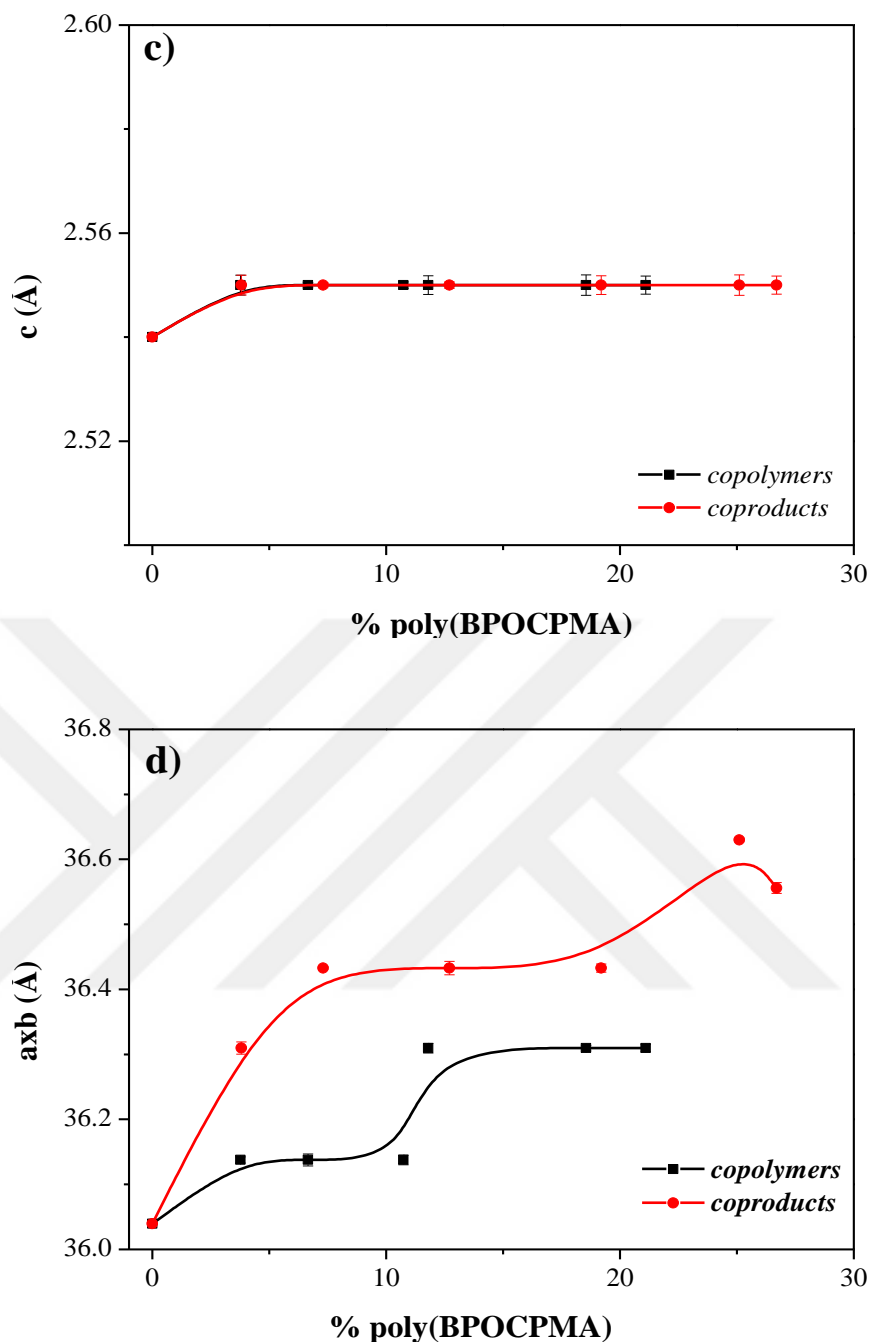 c)
2.60
2.56
2.52
c (Å)
copolymers
coproducts
0 10 20 30
% poly(BPOCPMA)
d)
36.8
36.6
36.4
36.2
36.0
axb (Å)
copolymers
coproducts
0 10 20 30
% poly(BPOCPMA)